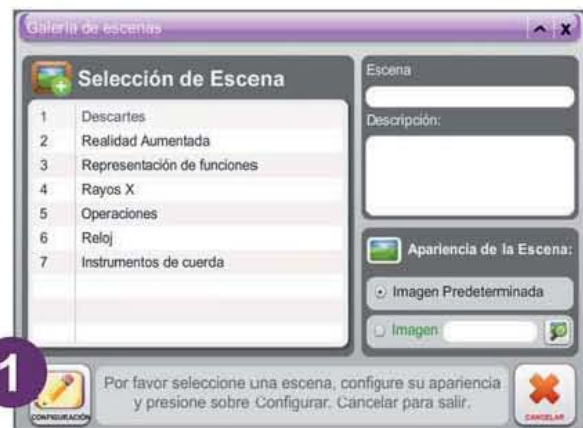 Galería de escenas
X
Selección de Escena
1 Descartes
2 Realidad Aumentada
3 Representación de funciones
4 Rayos X
5 Operaciones
6 Reloj
7 Instrumentos de cuerda
Escena
Descripción:
Apariencia de la Escena:
Imagen Predeterminada
Imagen
1
CONFIGURACIÓN
Por favor seleccione una escena, configure su apariencia
y presione sobre Configurar. Cancelar para salir.
CANCELAR